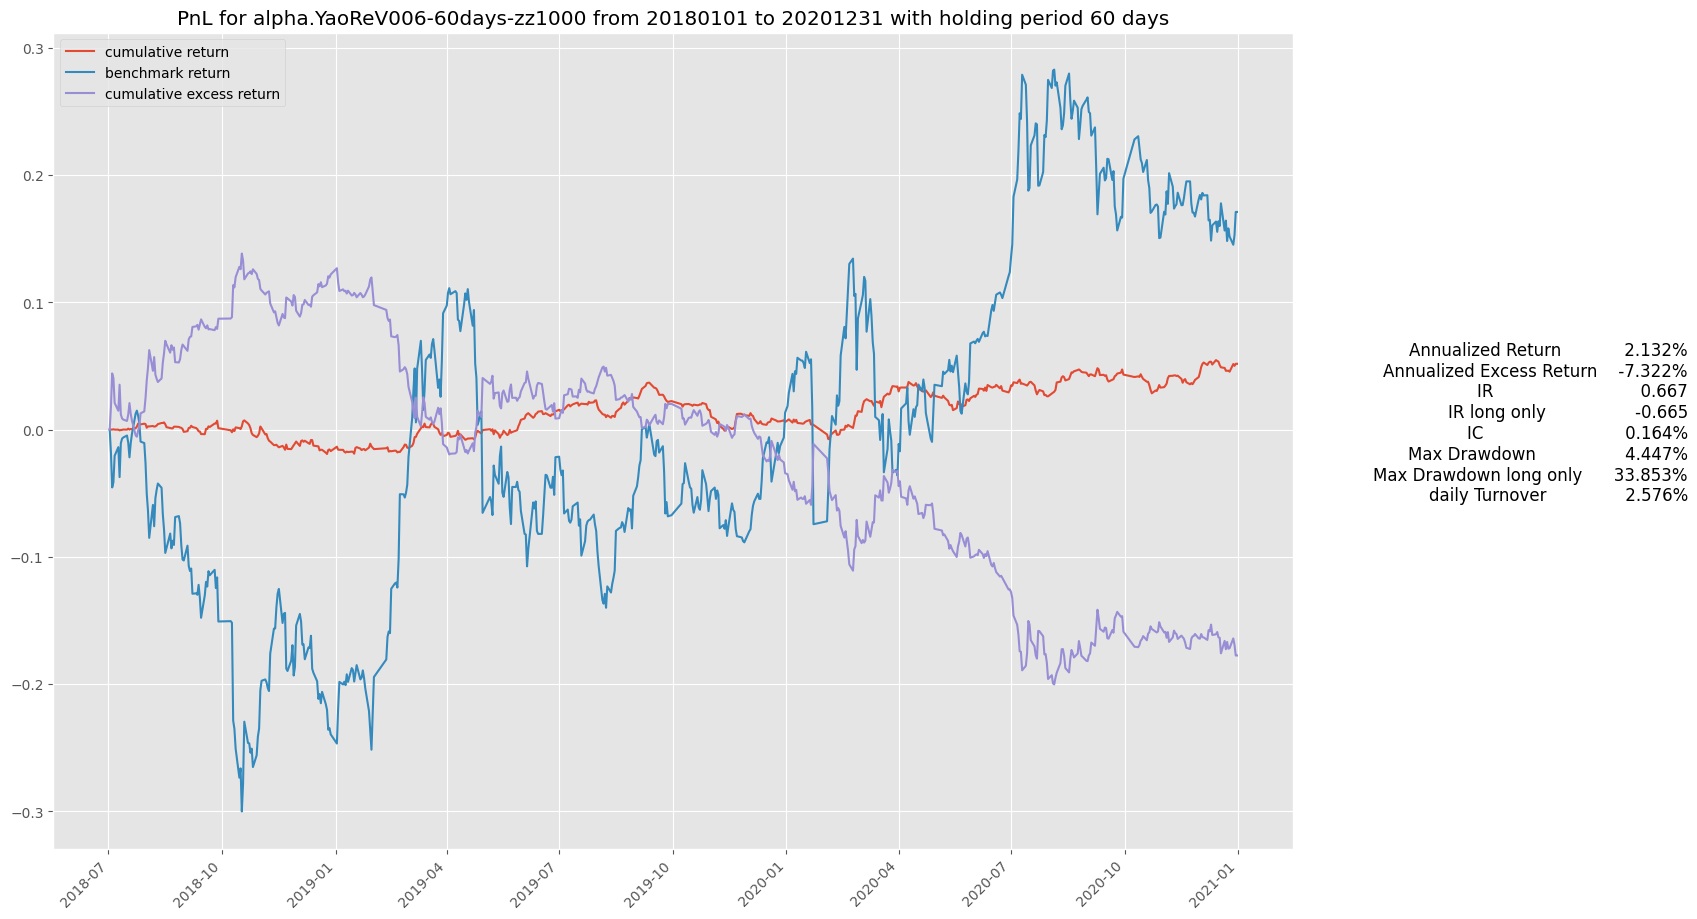 PnL for alpha.YaoReV006-60days-zz1000 from 20180101 to 20201231 with holding period 60 days
cumulative return
benchmark return
cumulative excess return
0.3
0.2
0.1
0.0
−0.1
−0.2
−0.3
2018-07
2018-10
2019-01
2019-04
2019-07
2019-10
2020-01
2020-04
2020-07
2020-10
2021-01
Annualized Return 2.132%
Annualized Excess Return -7.322%
IR 0.667
IR long only -0.665
IC 0.164%
Max Drawdown 4.447%
Max Drawdown long only 33.853%
daily Turnover 2.576%